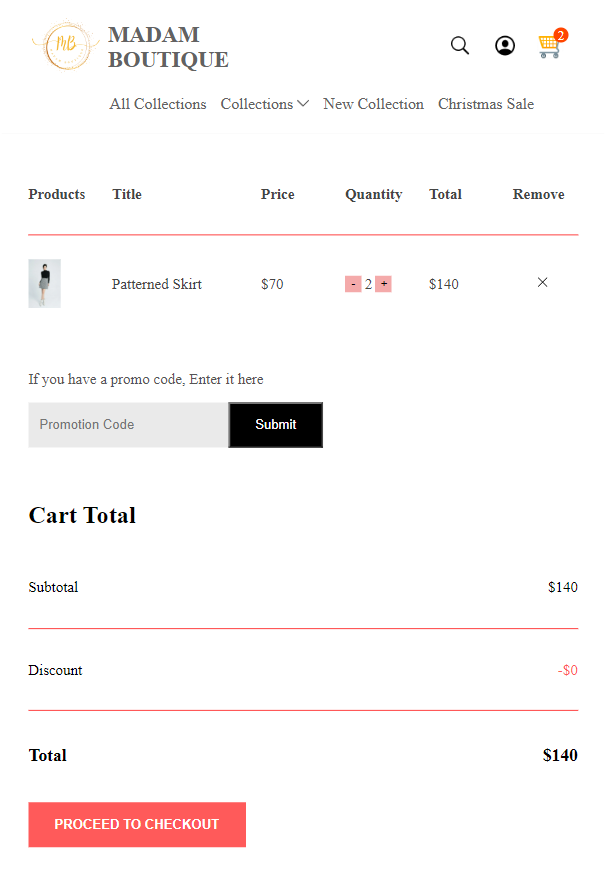 MB
MADAM
BOUTIQUE
2
All Collections Collections New Collection Christmas Sale
Products Title Price Quantity Total Remove
Patterned Skirt $70 - 2 + $140
If you have a promo code, Enter it here
Promotion Code Submit
Cart Total
Subtotal $140
Discount -$0
Total $140
PROCEED TO CHECKOUT